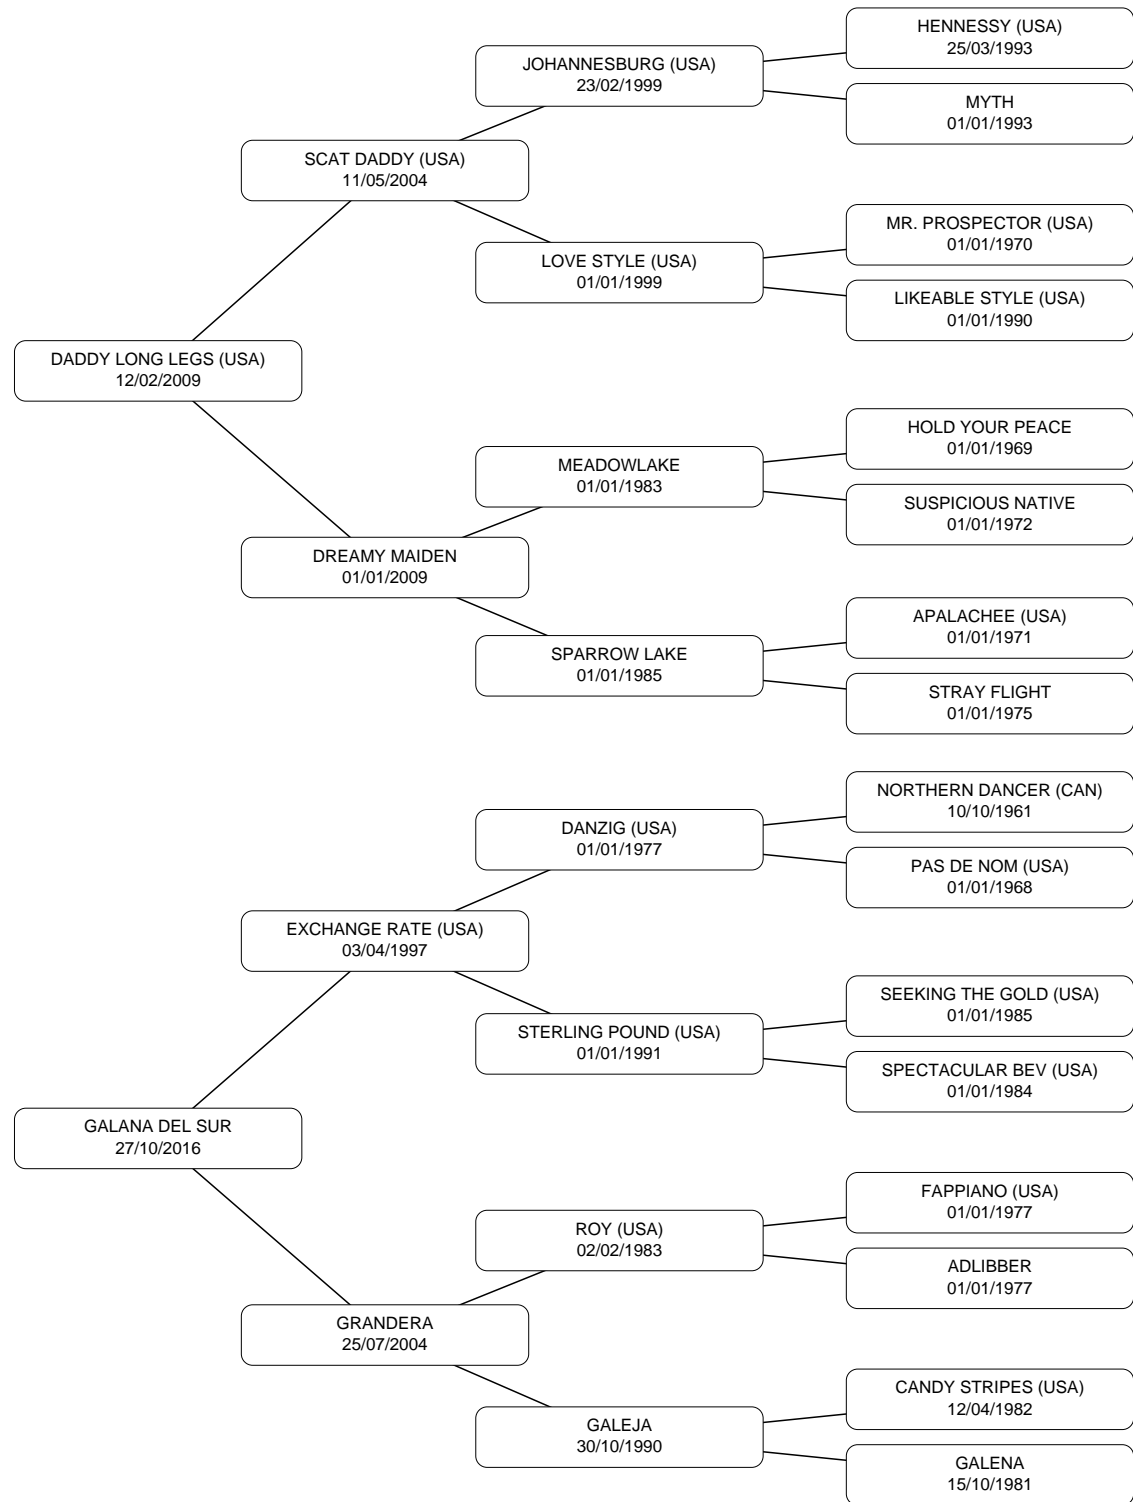 HENNESSY (USA)
25/03/1993
JOHANNESBURG (USA)
23/02/1999
MYTH
01/01/1993
SCAT DADDY (USA)
11/05/2004
MR. PROSPECTOR (USA)
01/01/1970
LOVE STYLE (USA)
01/01/1999
LIKEABLE STYLE (USA)
01/01/1990
DADDY LONG LEGS (USA)
12/02/2009
HOLD YOUR PEACE
01/01/1969
MEADOWLAKE
01/01/1983
SUSPICIOUS NATIVE
01/01/1972
DREAMY MAIDEN
01/01/2009
APALACHEE (USA)
01/01/1971
SPARROW LAKE
01/01/1985
STRAY FLIGHT
01/01/1975
NORTHERN DANCER (CAN)
10/10/1961
DANZIG (USA)
01/01/1977
PAS DE NOM (USA)
01/01/1968
EXCHANGE RATE (USA)
03/04/1997
SEEKING THE GOLD (USA)
01/01/1985
STERLING POUND (USA)
01/01/1991
SPECTACULAR BEV (USA)
01/01/1984
GALANA DEL SUR
27/10/2016
FAPPIANO (USA)
01/01/1977
ROY (USA)
02/02/1983
ADLIBBER
01/01/1977
GRANDERA
25/07/2004
CANDY STRIPES (USA)
12/04/1982
GALEJA
30/10/1990
GALENA
15/10/1981